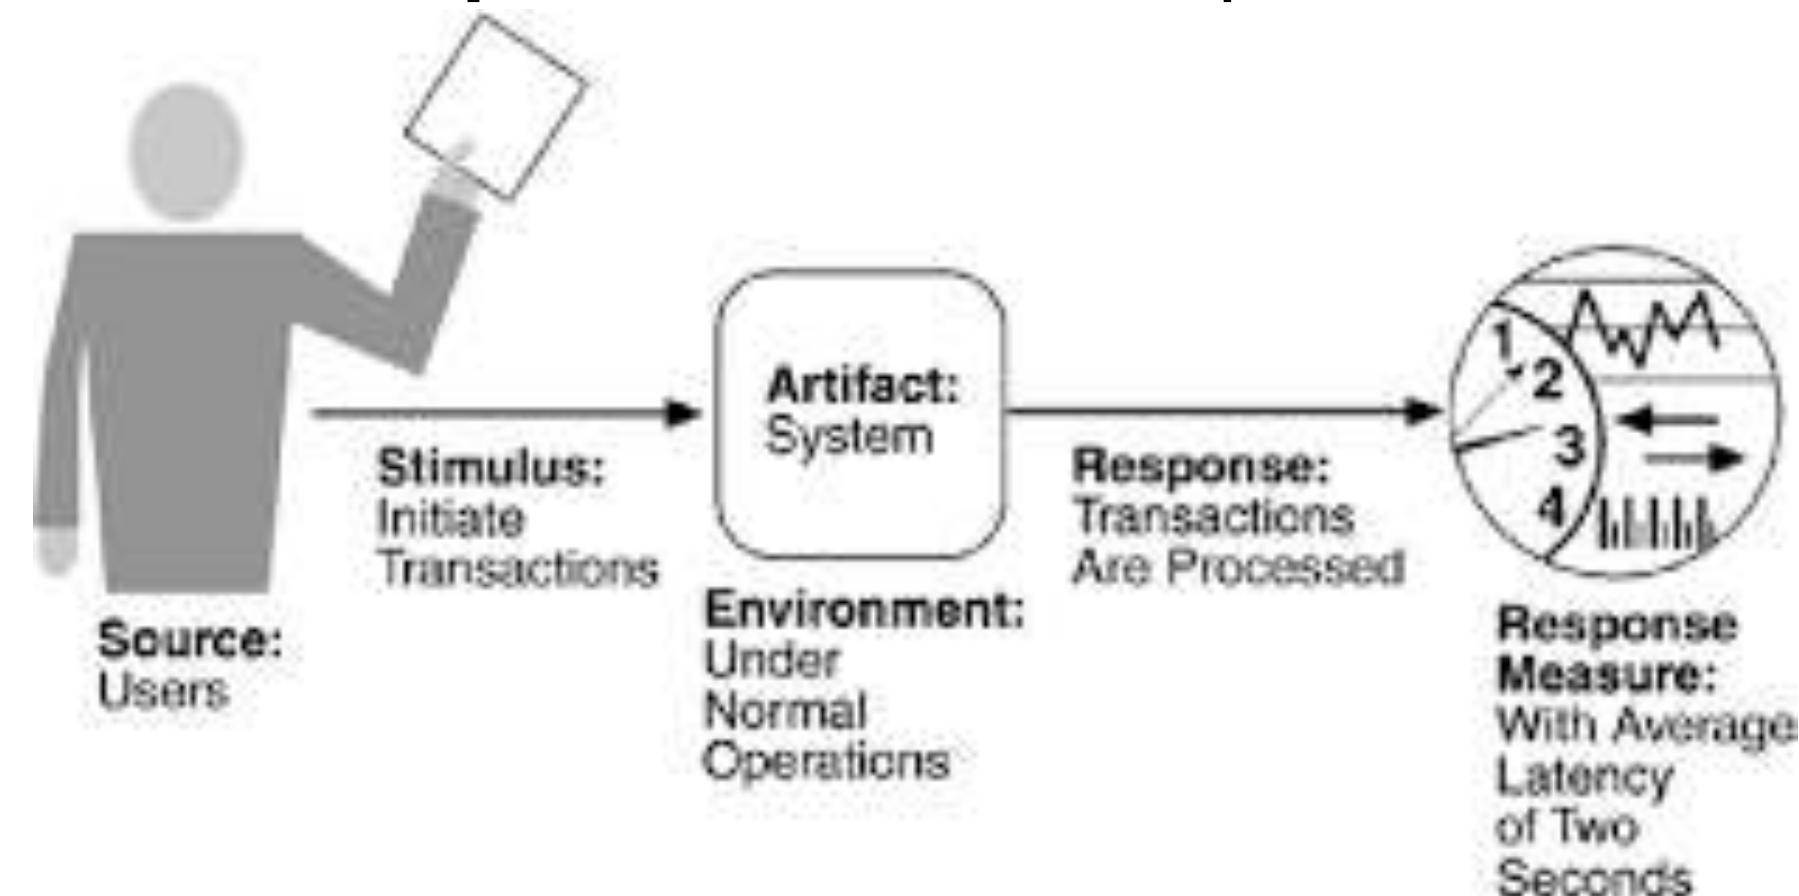 1
2
3
4
Artifact:
System
Stimulus:
Initiate
Transactions
Response:
Transactions
Are Processed
Source:
Users
Environment:
Under
Normal
Operations
Response
Measure:
With Average
Latency
of Two
Seconds